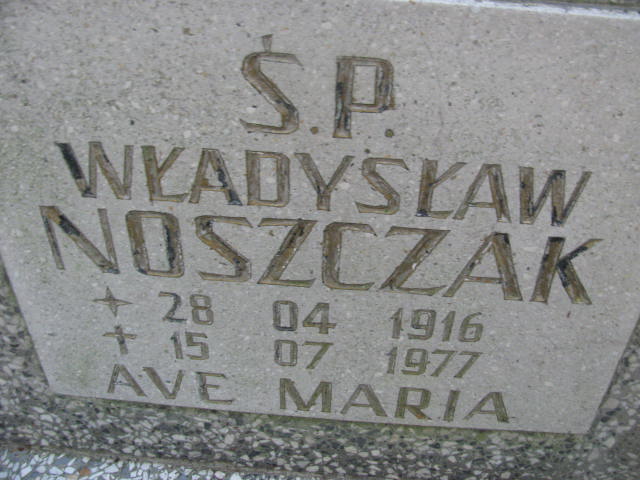 Ś.P.
WŁADYSŁAW
NOSZCZAK
28 04 1916
† 15 07 1977
AVE MARIA